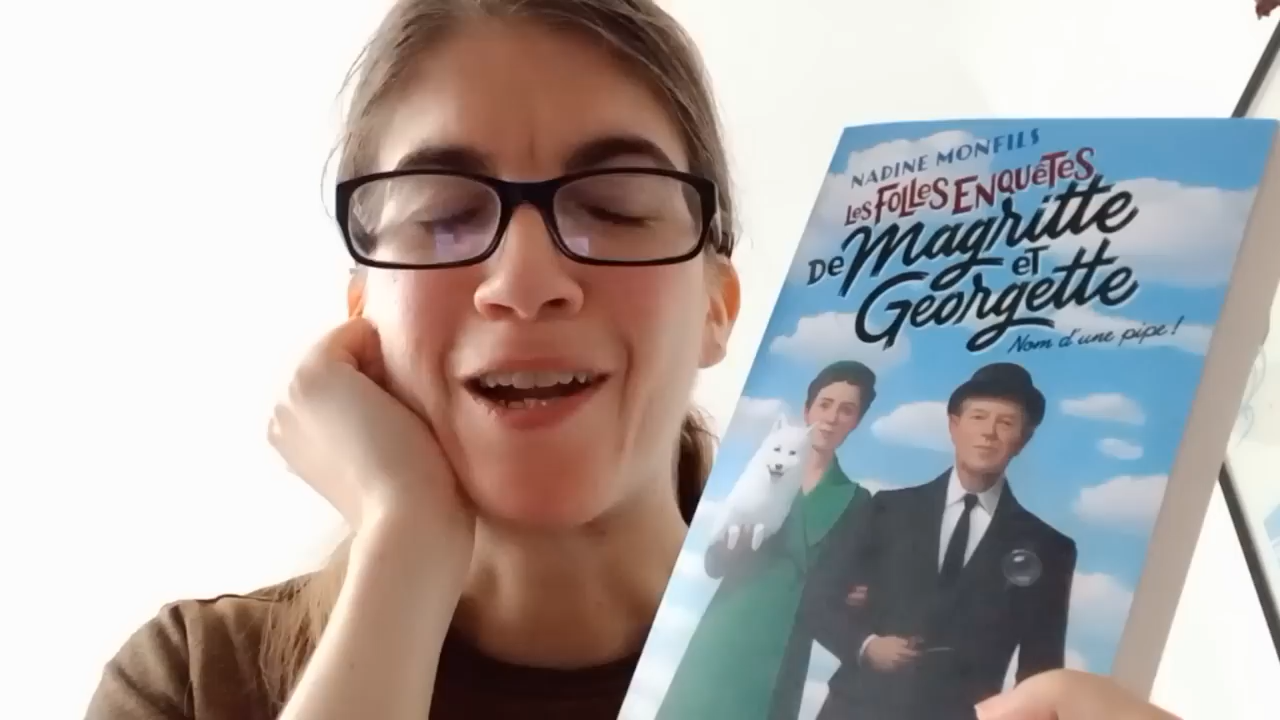 NADINE MONFILS
Les FOLLeS ENQUêTeS
De Magritte
eT
Georgette
Nom d'une pipe !